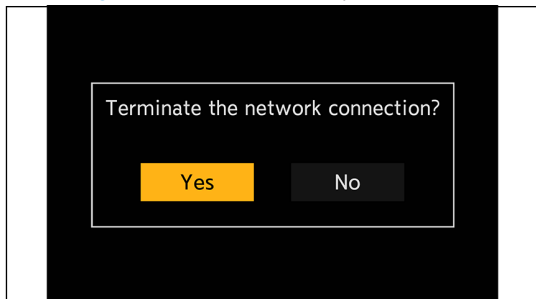 Terminate the network connection?
Yes No